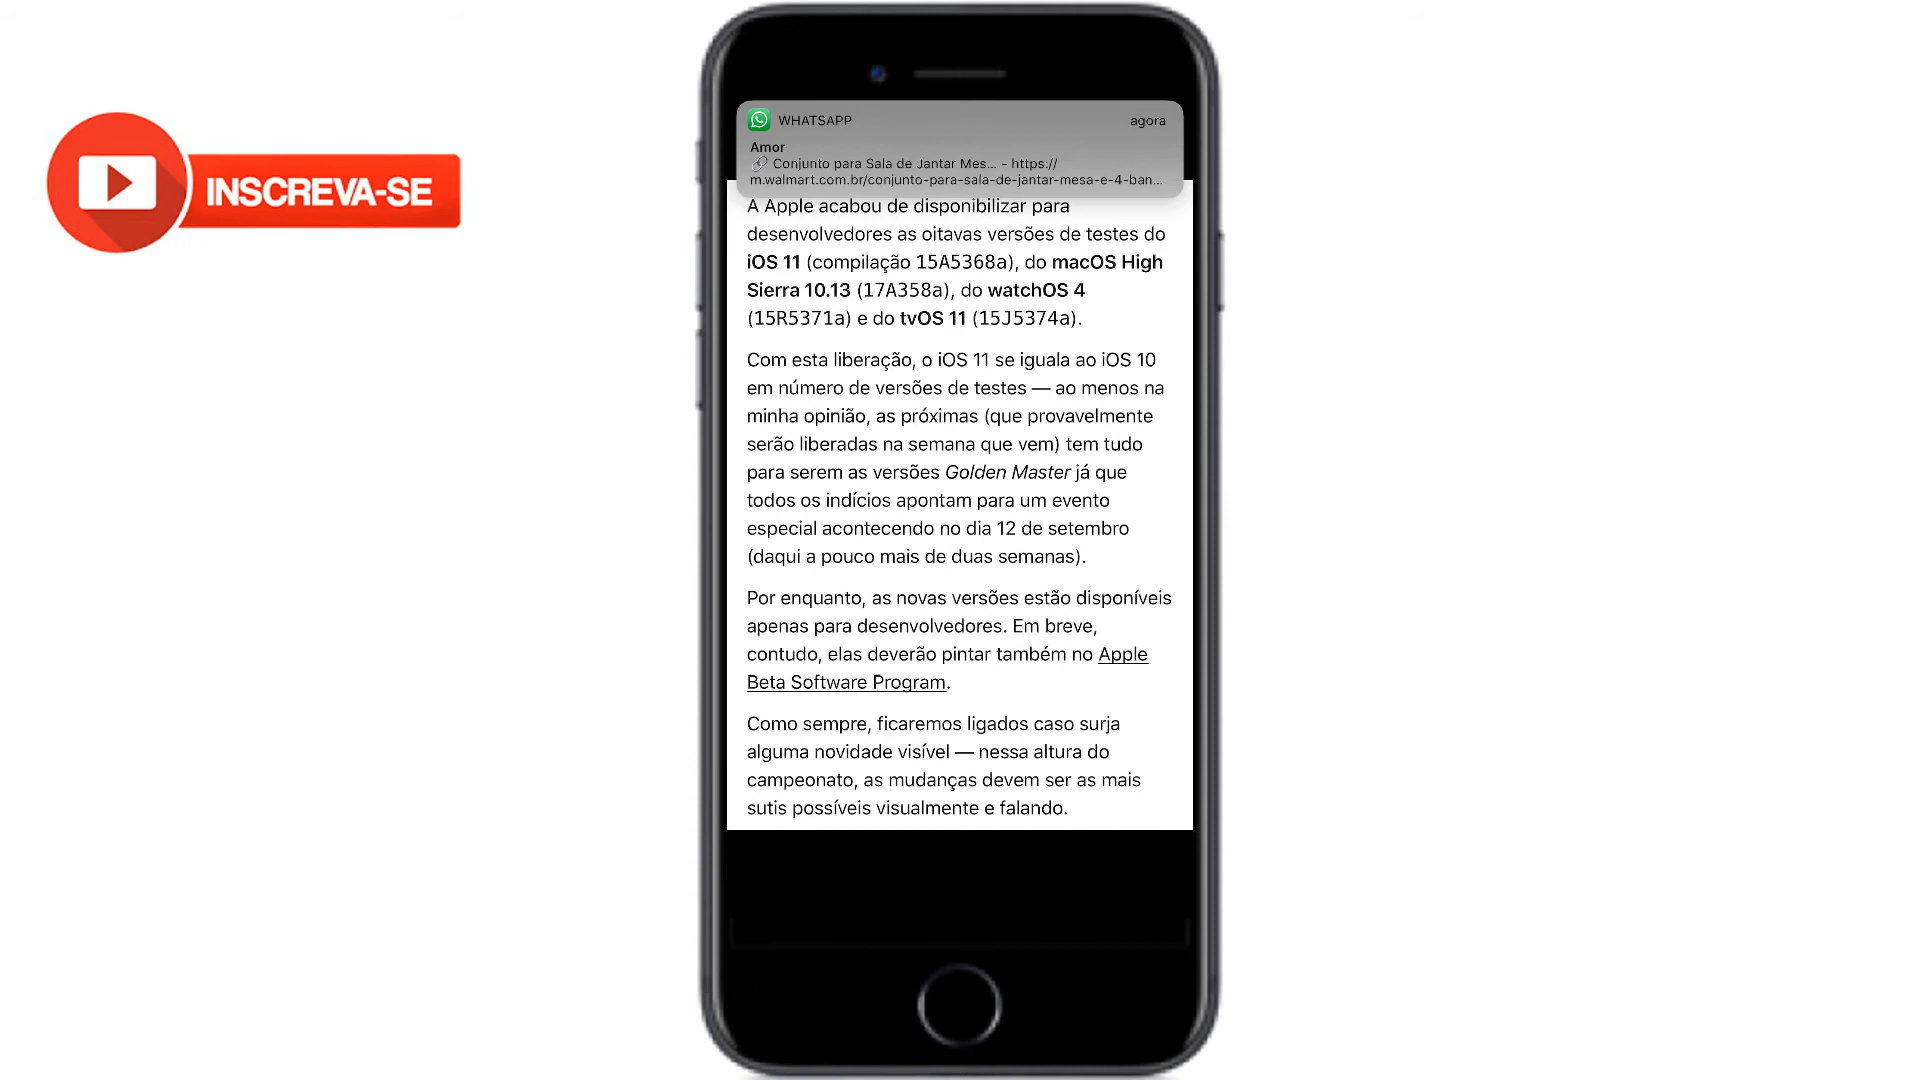 INSCREVA-SE
WHATSAPP
agora
Amor
🔗 Conjunto para Sala de Jantar Mes... - https://
m.walmart.com.br/conjunto-para-sala-de-jantar-mesa-e-4-ban...
A Apple acabou de disponibilizar para
desenvolvedores as oitavas versões de testes do
iOS 11 (compilação 15A5368a), do macOS High
Sierra 10.13 (17A358a), do watchOS 4
(15R5371a) e do tvOS 11 (15J5374a).
Com esta liberação, o iOS 11 se iguala ao iOS 10
em número de versões de testes — ao menos na
minha opinião, as próximas (que provavelmente
serão liberadas na semana que vem) tem tudo
para serem as versões Golden Master já que
todos os indícios apontam para um evento
especial acontecendo no dia 12 de setembro
(daqui a pouco mais de duas semanas).
Por enquanto, as novas versões estão disponíveis
apenas para desenvolvedores. Em breve,
contudo, elas deverão pintar também no Apple
Beta Software Program.
Como sempre, ficaremos ligados caso surja
alguma novidade visível — nessa altura do
campeonato, as mudanças devem ser as mais
sutis possíveis visualmente e falando.